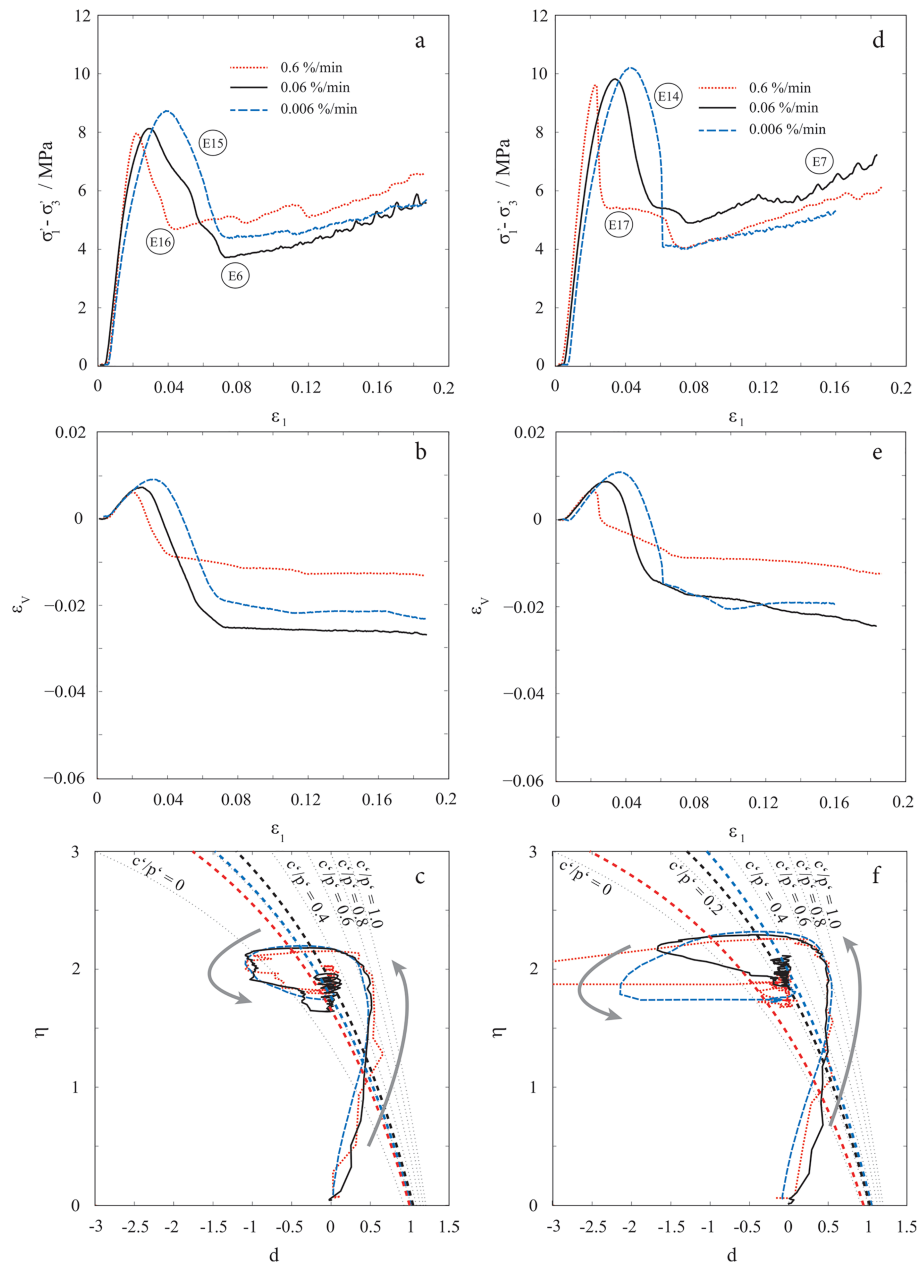 a
12
10
8
6
4
2
0
σ₁'- σ₃' / MPa
0.6 %/min
0.06 %/min
0.006 %/min
E15
E16
E6
0 0.04 0.08 0.12 0.16 0.2
ε₁
d
12
10
8
6
4
2
0
σ₁'- σ₃' / MPa
0.6 %/min
0.06 %/min
0.006 %/min
E14
E7
E17
0 0.04 0.08 0.12 0.16 0.2
ε₁
b
0.02
0
−0.02
−0.04
−0.06
εV
0 0.04 0.08 0.12 0.16 0.2
ε₁
e
0.02
0
−0.02
−0.04
−0.06
εV
0 0.04 0.08 0.12 0.16 0.2
ε₁
c
3
2
1
0
η
c‘/p‘ = 0
c‘/p‘ = 0.4
c‘/p‘ = 0.6
c‘/p‘ = 0.8
c‘/p‘ = 1.0
-3 -2.5 -2 -1.5 -1 -0.5 0 0.5 1 1.5
d
f
3
2
1
0
η
c‘/p‘ = 0
c‘/p‘ = 0.2
c‘/p‘ = 0.4
c‘/p‘ = 0.6
c‘/p‘ = 0.8
c‘/p‘ = 1.0
-3 -2.5 -2 -1.5 -1 -0.5 0 0.5 1 1.5
d